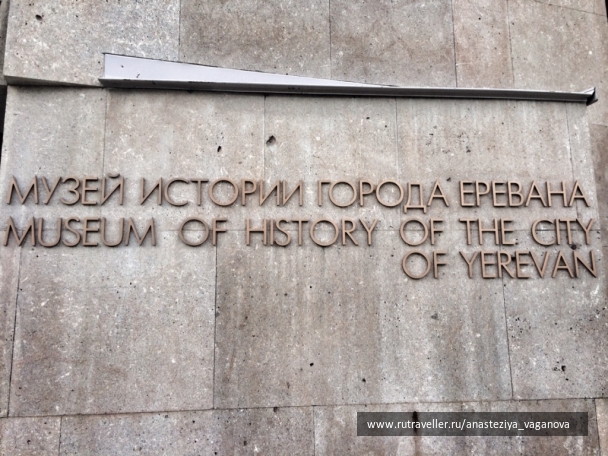 МУЗЕЙ ИСТОРИИ ГОРОДА ЕРЕВАНА
MUSEUM OF HISTORY OF THE CITY
OF YEREVAN
www.rutraveller.ru/anasteziya_vaganova